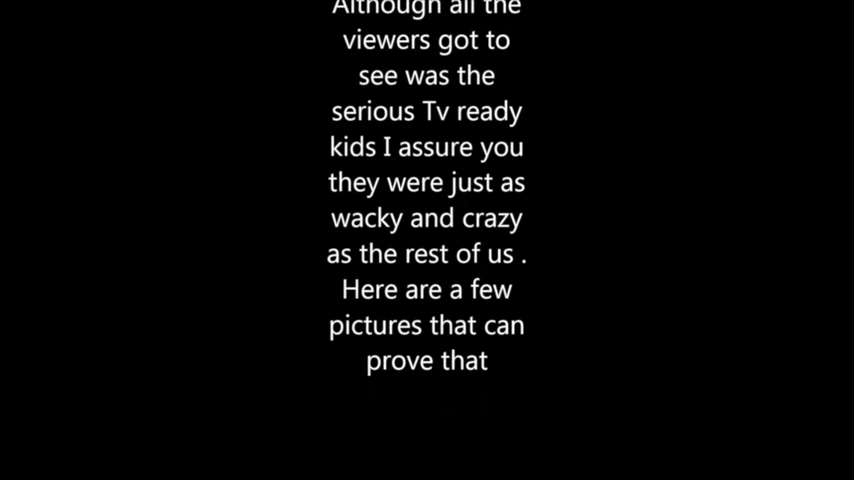 Although all the
viewers got to
see was the
serious Tv ready
kids I assure you
they were just as
wacky and crazy
as the rest of us .
Here are a few
pictures that can
prove that